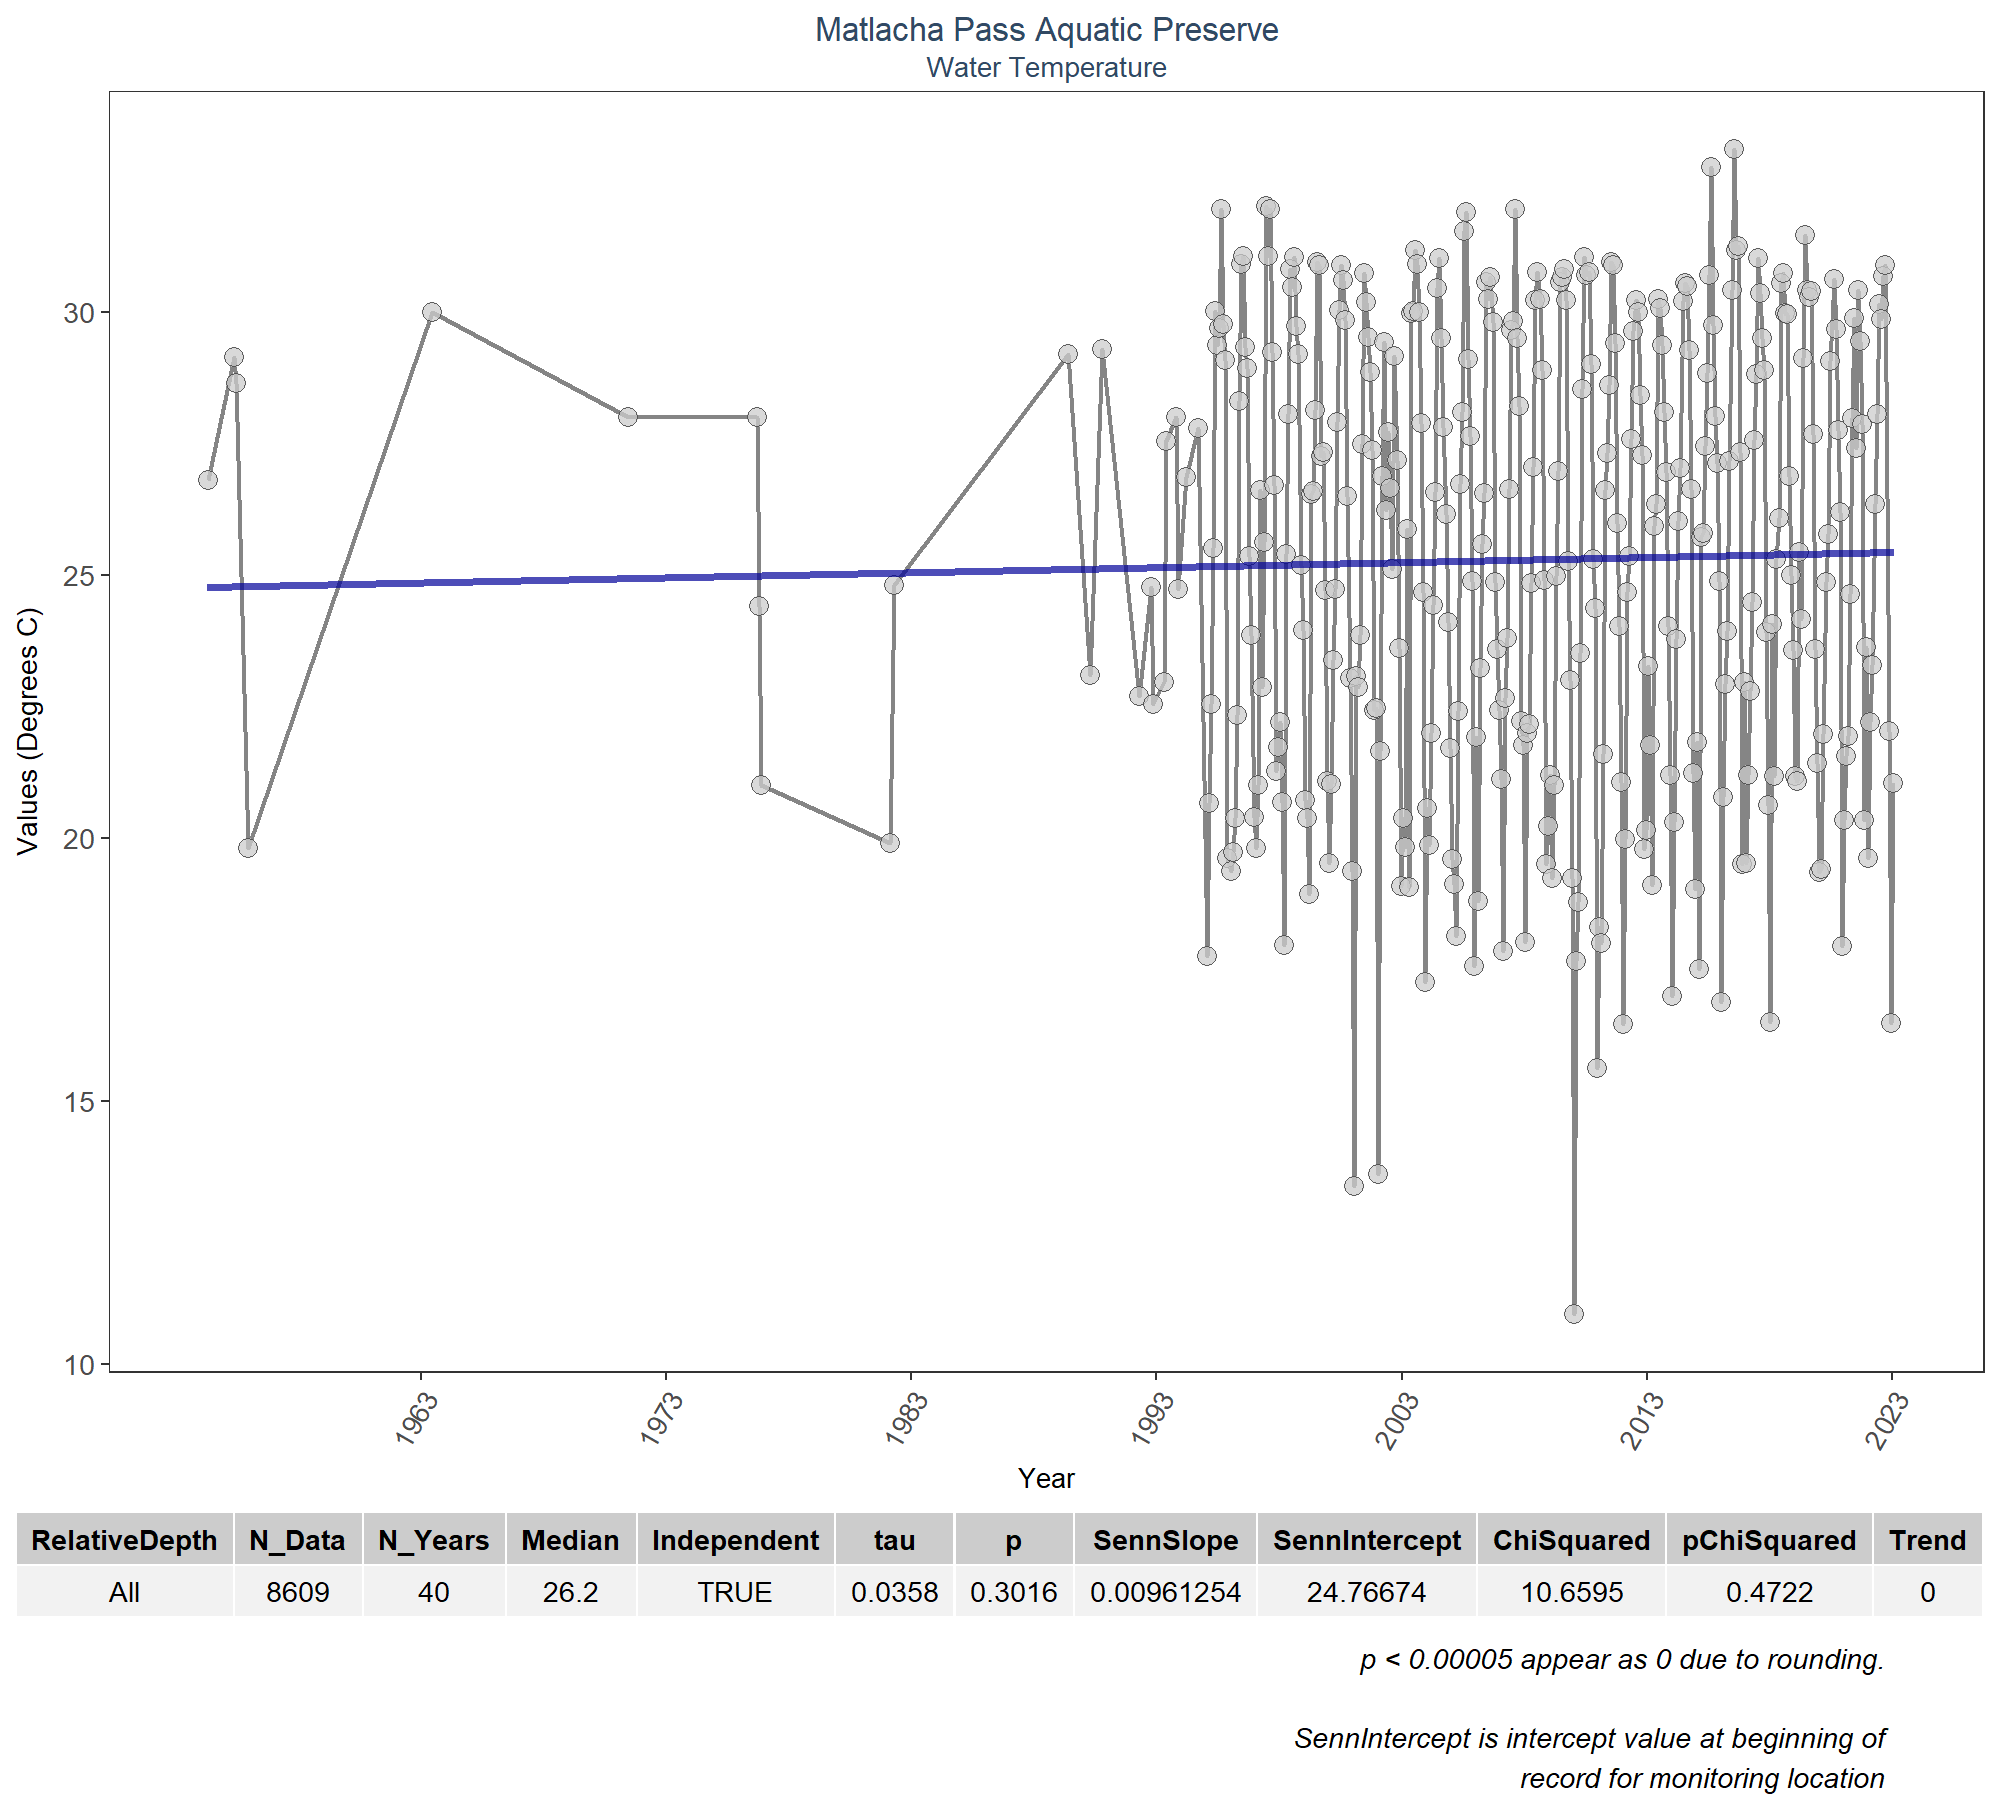 Matlacha Pass Aquatic Preserve
Water Temperature
Values (Degrees C)
30
25
20
15
10
1963 1973 1983 1993 2003 2013 2023
Year
RelativeDepth N_Data N_Years Median Independent tau p SennSlope SennIntercept ChiSquared pChiSquared Trend
All 8609 40 26.2 TRUE 0.0358 0.3016 0.00961254 24.76674 10.6595 0.4722 0
p < 0.00005 appear as 0 due to rounding.
SennIntercept is intercept value at beginning of
record for monitoring location